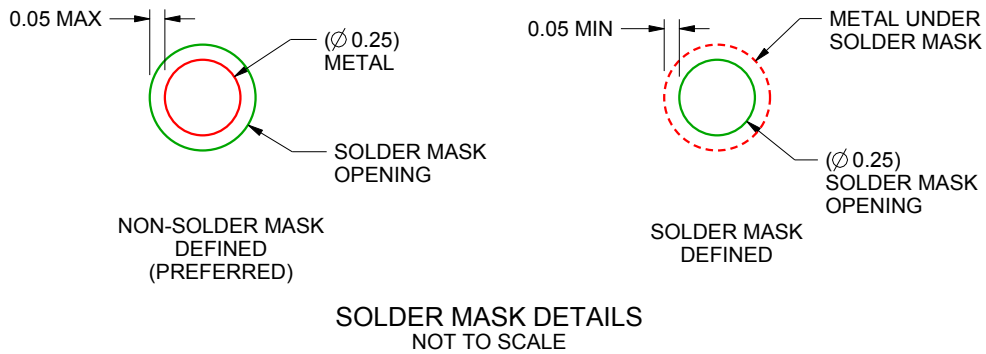 0.05 MAX
(Ø 0.25)
METAL
SOLDER MASK
OPENING
NON-SOLDER MASK
DEFINED
(PREFERRED)
0.05 MIN
METAL UNDER
SOLDER MASK
(Ø 0.25)
SOLDER MASK
OPENING
SOLDER MASK
DEFINED
SOLDER MASK DETAILS
NOT TO SCALE